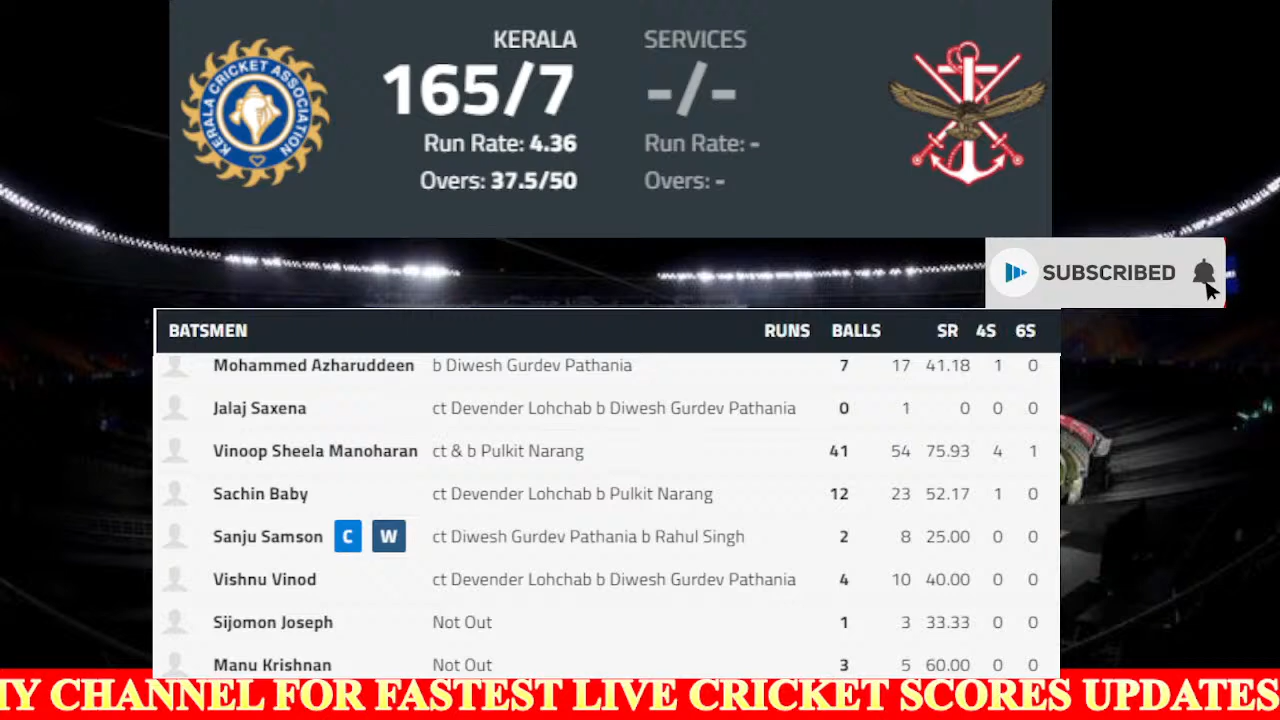 KERALA CRICKET ASSOCIATION
KERALA SERVICES
165/7 -/-
Run Rate: 4.36 Run Rate: -
Overs: 37.5/50 Overs: -
SUBSCRIBED
BATSMEN RUNS BALLS SR 4S 6S
Mohammed Azharuddeen b Diwesh Gurdev Pathania 7 17 41.18 1 0
Jalaj Saxena ct Devender Lohchab b Diwesh Gurdev Pathania 0 1 0 0 0
Vinoop Sheela Manoharan ct & b Pulkit Narang 41 54 75.93 4 1
Sachin Baby ct Devender Lohchab b Pulkit Narang 12 23 52.17 1 0
Sanju Samson C W ct Diwesh Gurdev Pathania b Rahul Singh 2 8 25.00 0 0
Vishnu Vinod ct Devender Lohchab b Diwesh Gurdev Pathania 4 10 40.00 0 0
Sijomon Joseph Not Out 1 3 33.33 0 0
Manu Krishnan Not Out 3 5 60.00 0 0
CHANNEL FOR FASTEST LIVE CRICKET SCORES UPDATES